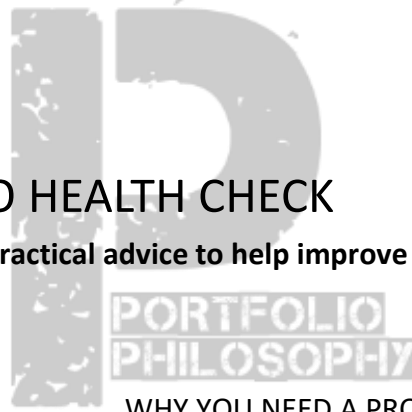 O HEALTH CHECK
ractical advice to help improve
PORTFOLIO
PHILOSOPHY
WHY YOU NEED A PRO